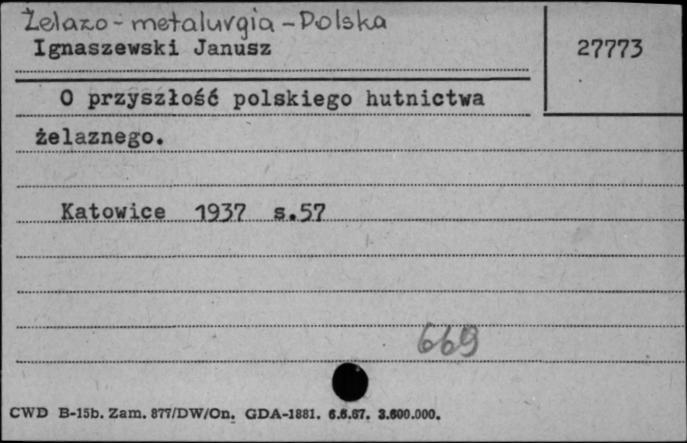 Żelazo - metalurgia - Polska
Ignaszewski Janusz
27773
O przyszłość polskiego hutnictwa
żelaznego.
Katowice 1937 s.57
669
CWD B-15b. Zam. 877/DW/On. GDA-1881. 6.6.67. 3.600.000.